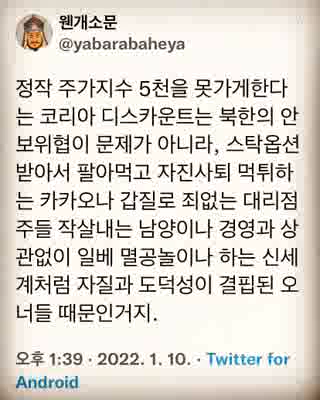 웬개소문
@yabarabaheya
정작 주가지수 5천을 못가게한다
는 코리아 디스카운트는 북한의 안
보위협이 문제가 아니라, 스탁옵션
받아서 팔아먹고 자진사퇴 먹튀하
는 카카오나 갑질로 죄없는 대리점
주들 작살내는 남양이나 경영과 상
관없이 일베 멸공놀이나 하는 신세
계처럼 자질과 도덕성이 결핍된 오
너들 때문인거지.
오후 1:39 · 2022. 1. 10. · Twitter for
Android